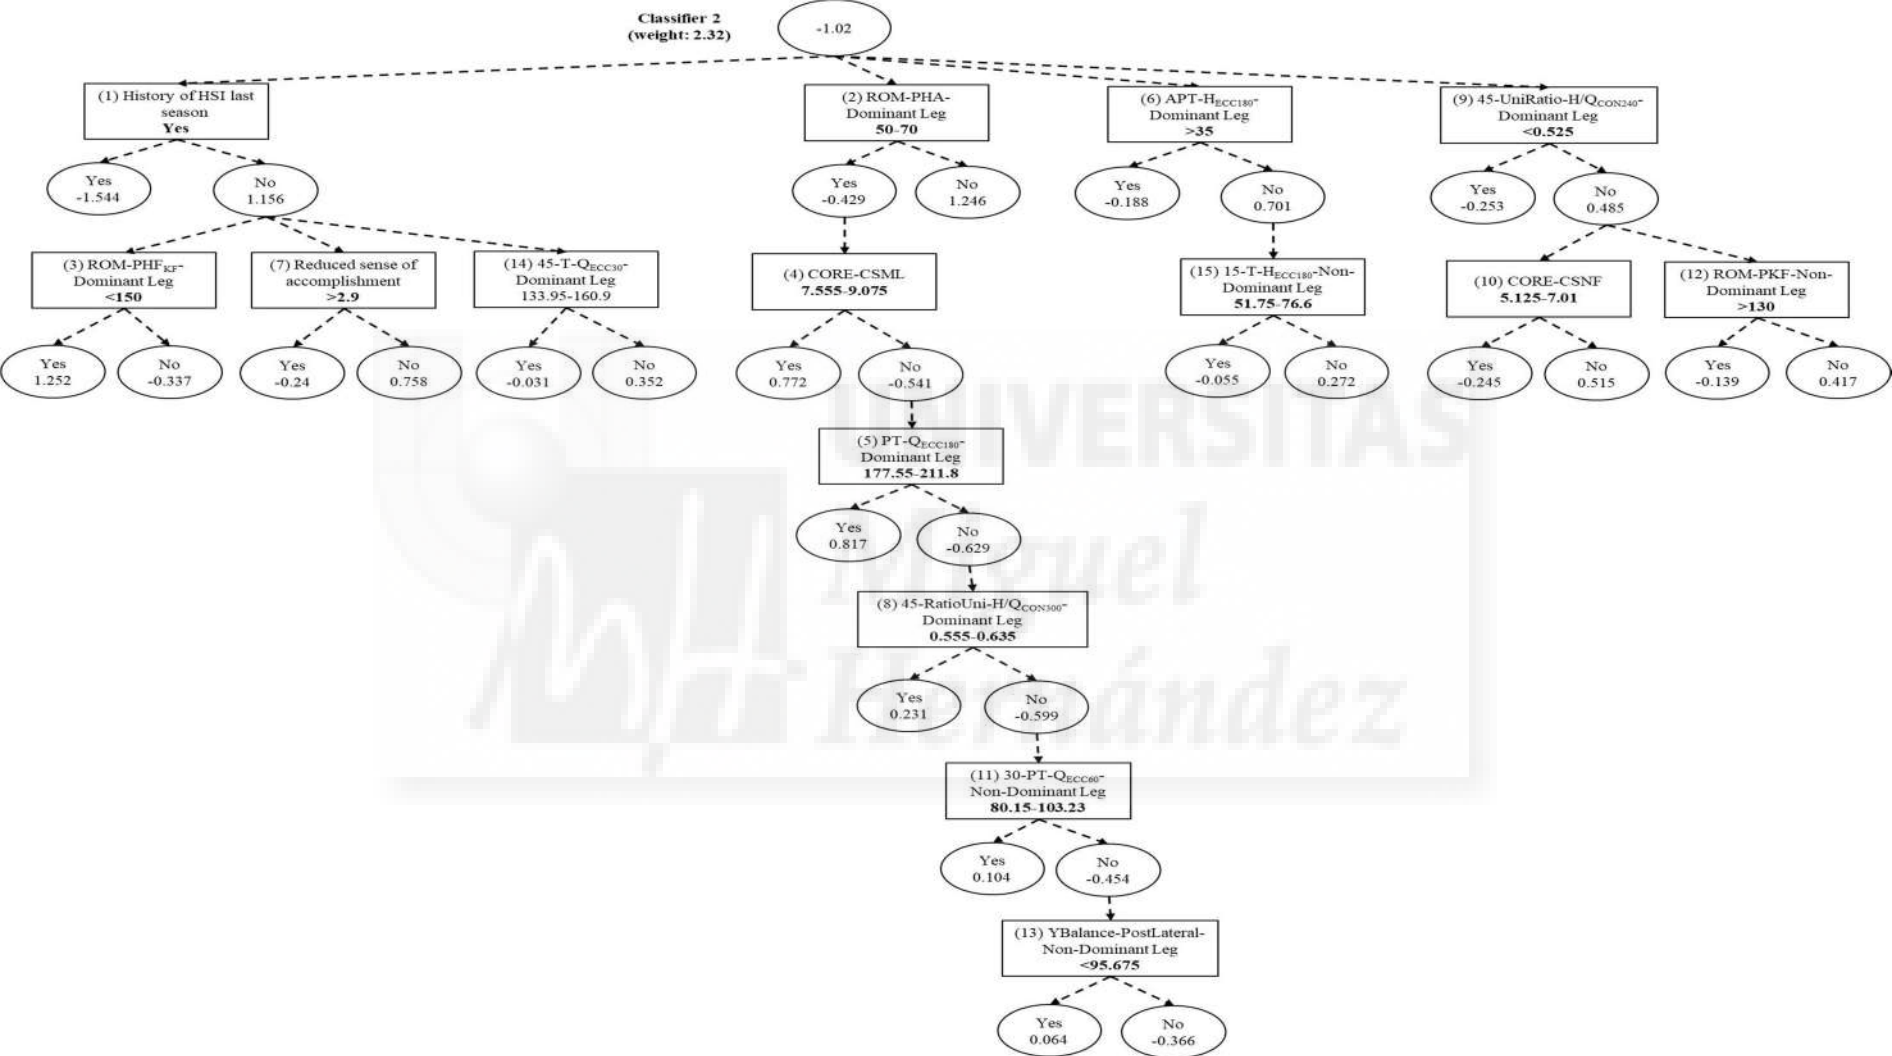 Classifier 2
(weight: 2.32)
-1.02
(1) History of HSI last
season
Yes
(2) ROM-PHA-
Dominant Leg
50-70
(6) APT-HECC180-
Dominant Leg
>35
(9) 45-UniRatio-H/QCON240-
Dominant Leg
<0.525
Yes
-1.544
No
1.156
Yes
-0.429
No
1.246
Yes
-0.188
No
0.701
Yes
-0.253
No
0.485
(3) ROM-PHFKF-
Dominant Leg
<150
(7) Reduced sense of
accomplishment
>2.9
(14) 45-T-QECC30-
Dominant Leg
133.95-160.9
(4) CORE-CSML
7.555-9.075
(15) 15-T-HECC180-Non-
Dominant Leg
51.75-76.6
(10) CORE-CSNF
5.125-7.01
(12) ROM-PKF-Non-
Dominant Leg
>130
Yes
1.252
No
-0.337
Yes
-0.24
No
0.758
Yes
-0.031
No
0.352
Yes
0.772
No
-0.541
Yes
-0.055
No
0.272
Yes
-0.245
No
0.515
Yes
-0.139
No
0.417
(5) PT-QECC180-
Dominant Leg
177.55-211.8
Yes
0.817
No
-0.629
(8) 45-RatioUni-H/QCON300-
Dominant Leg
0.555-0.635
Yes
0.231
No
-0.599
(11) 30-PT-QECC60-
Non-Dominant Leg
80.15-103.23
Yes
0.104
No
-0.454
(13) YBalance-PostLateral-
Non-Dominant Leg
<95.675
Yes
0.064
No
-0.366
UNIVERSITAS
Miguel
Hernández